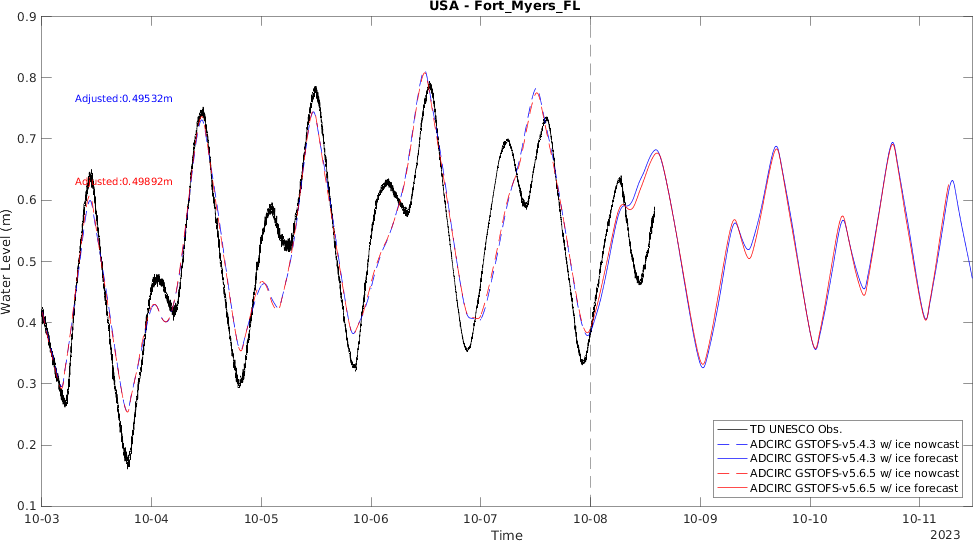 USA - Fort_Myers_FL
0.9
0.8
Adjusted:0.49532m
0.7
Adjusted:0.49892m
0.6
0.5
0.4
0.3
0.2
0.1
Water Level (m)
TD UNESCO Obs.
ADCIRC GSTOFS-v5.4.3 w/ ice nowcast
ADCIRC GSTOFS-v5.4.3 w/ ice forecast
ADCIRC GSTOFS-v5.6.5 w/ ice nowcast
ADCIRC GSTOFS-v5.6.5 w/ ice forecast
10-03 10-04 10-05 10-06 10-07 10-08 10-09 10-10 10-11
Time
2023